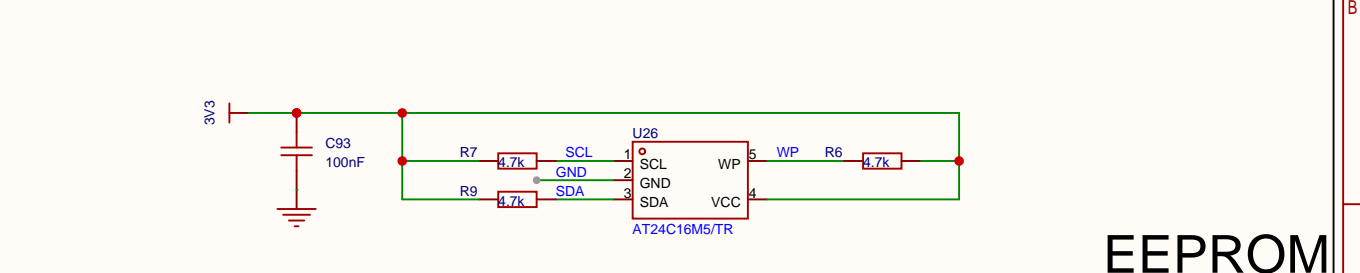 B
3V3
C93
100nF
R7
4.7k
SCL
GND
R9
4.7k
SDA
U26
1
SCL
2
GND
3
SDA
WP
5
VCC
4
AT24C16M5/TR
WP
R6
4.7k
EEPROM